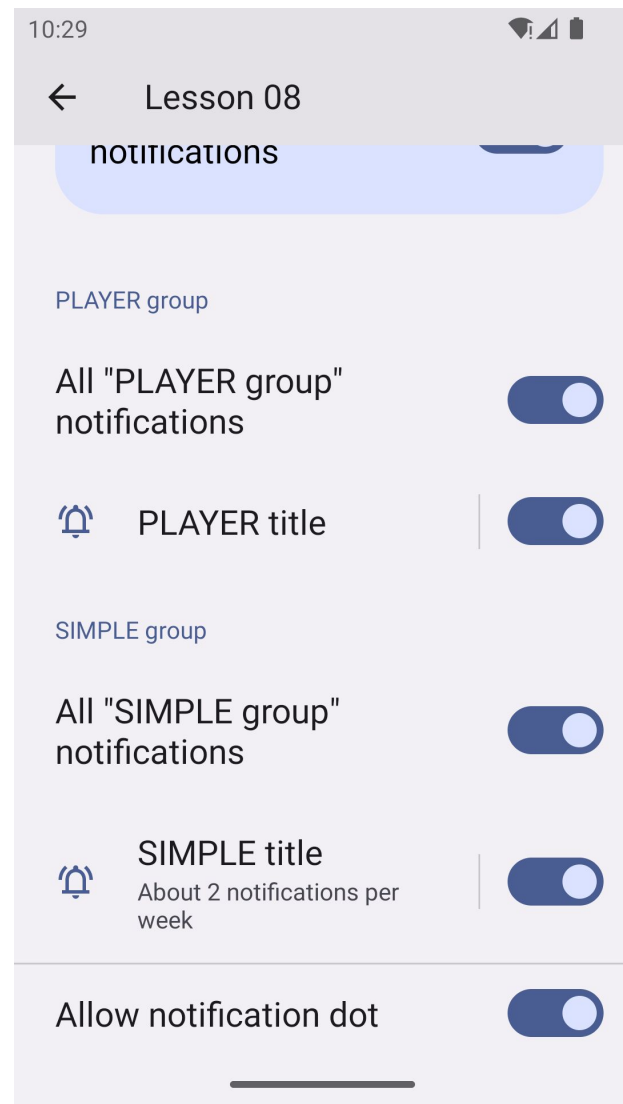 10:29
Lesson 08
notifications
PLAYER group
All "PLAYER group"
notifications
PLAYER title
SIMPLE group
All "SIMPLE group"
notifications
SIMPLE title
About 2 notifications per
week
Allow notification dot